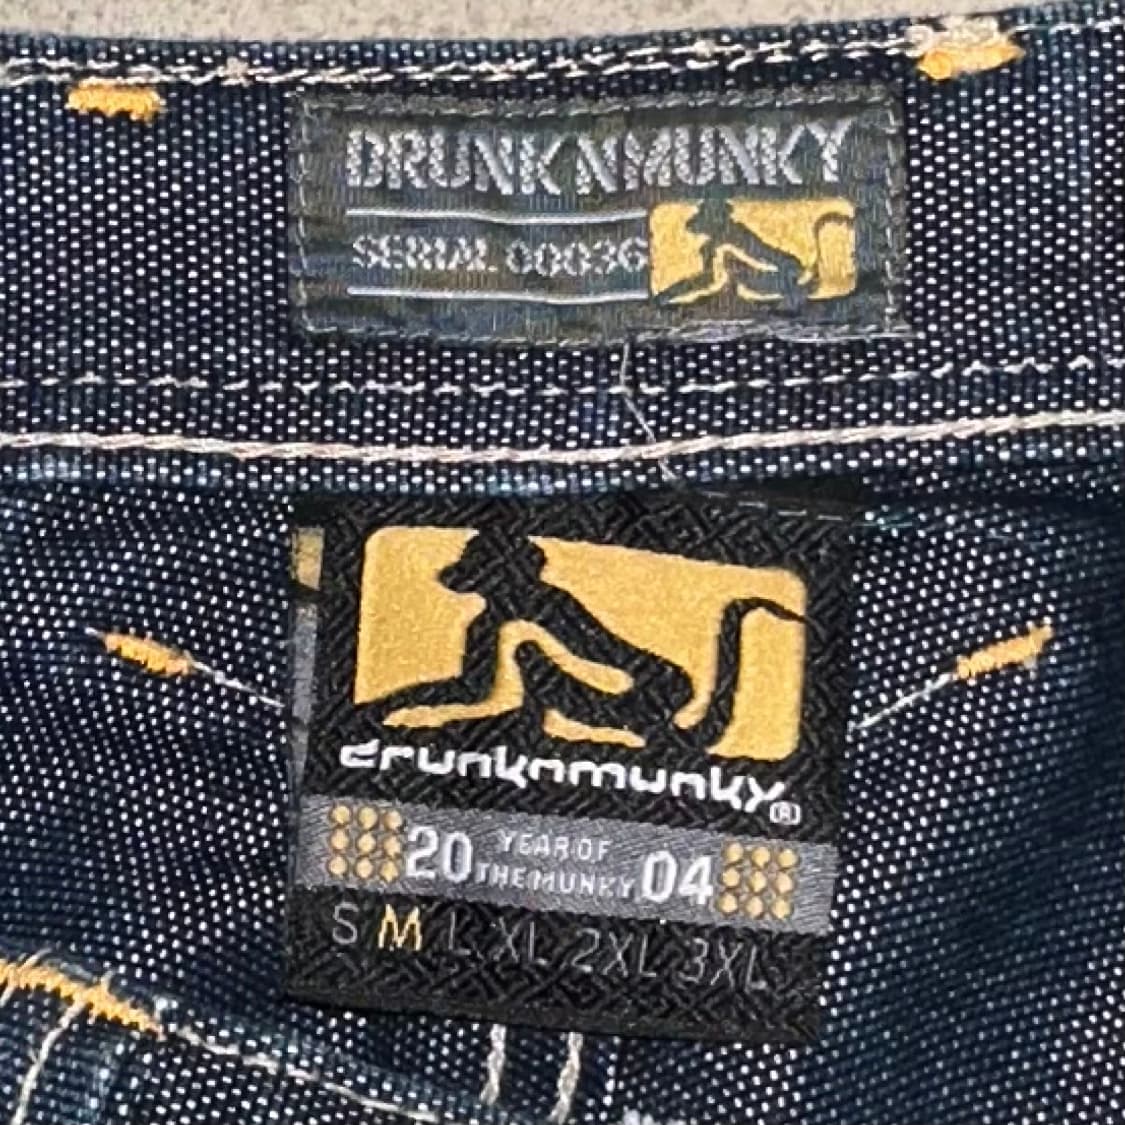 DRUNKNMUNKY
SERIAL 00036
drunknmunky®
20 YEAR OF THE MUNKY 04
S M L XL 2XL 3XL